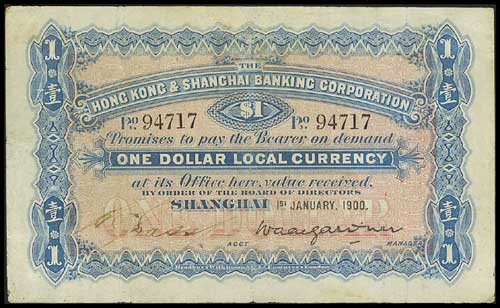 1 1
THE
HONG KONG & SHANGHAI BANKING CORPORATION
壹 $1 壹
No. 94717 No. 94717
Promises to pay the Bearer on demand
ONE DOLLAR LOCAL CURRENCY
at its Office here, value received.
BY ORDER OF THE BOARD OF DIRECTORS
壹 SHANGHAI 1ST JANUARY, 1900. 壹
ACCT MANAGER
1 1